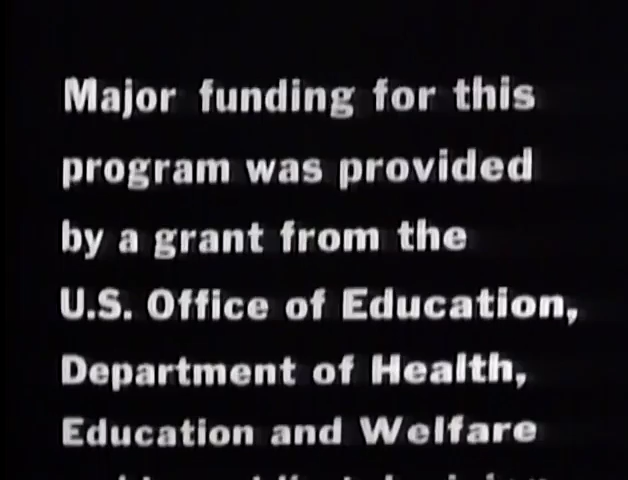 Major funding for this
program was provided
by a grant from the
U.S. Office of Education,
Department of Health,
Education and Welfare